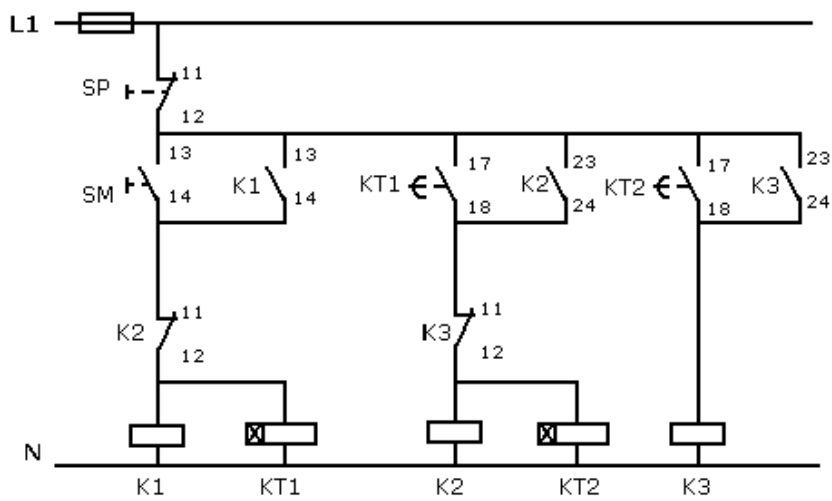 L1
11
SP
12
13 13 17 23 17 23
SM 14 K1 14 KT1 K2 KT2 K3
18 24 18 24
11 11
K2 K3
12 12
N
K1 KT1 K2 KT2 K3